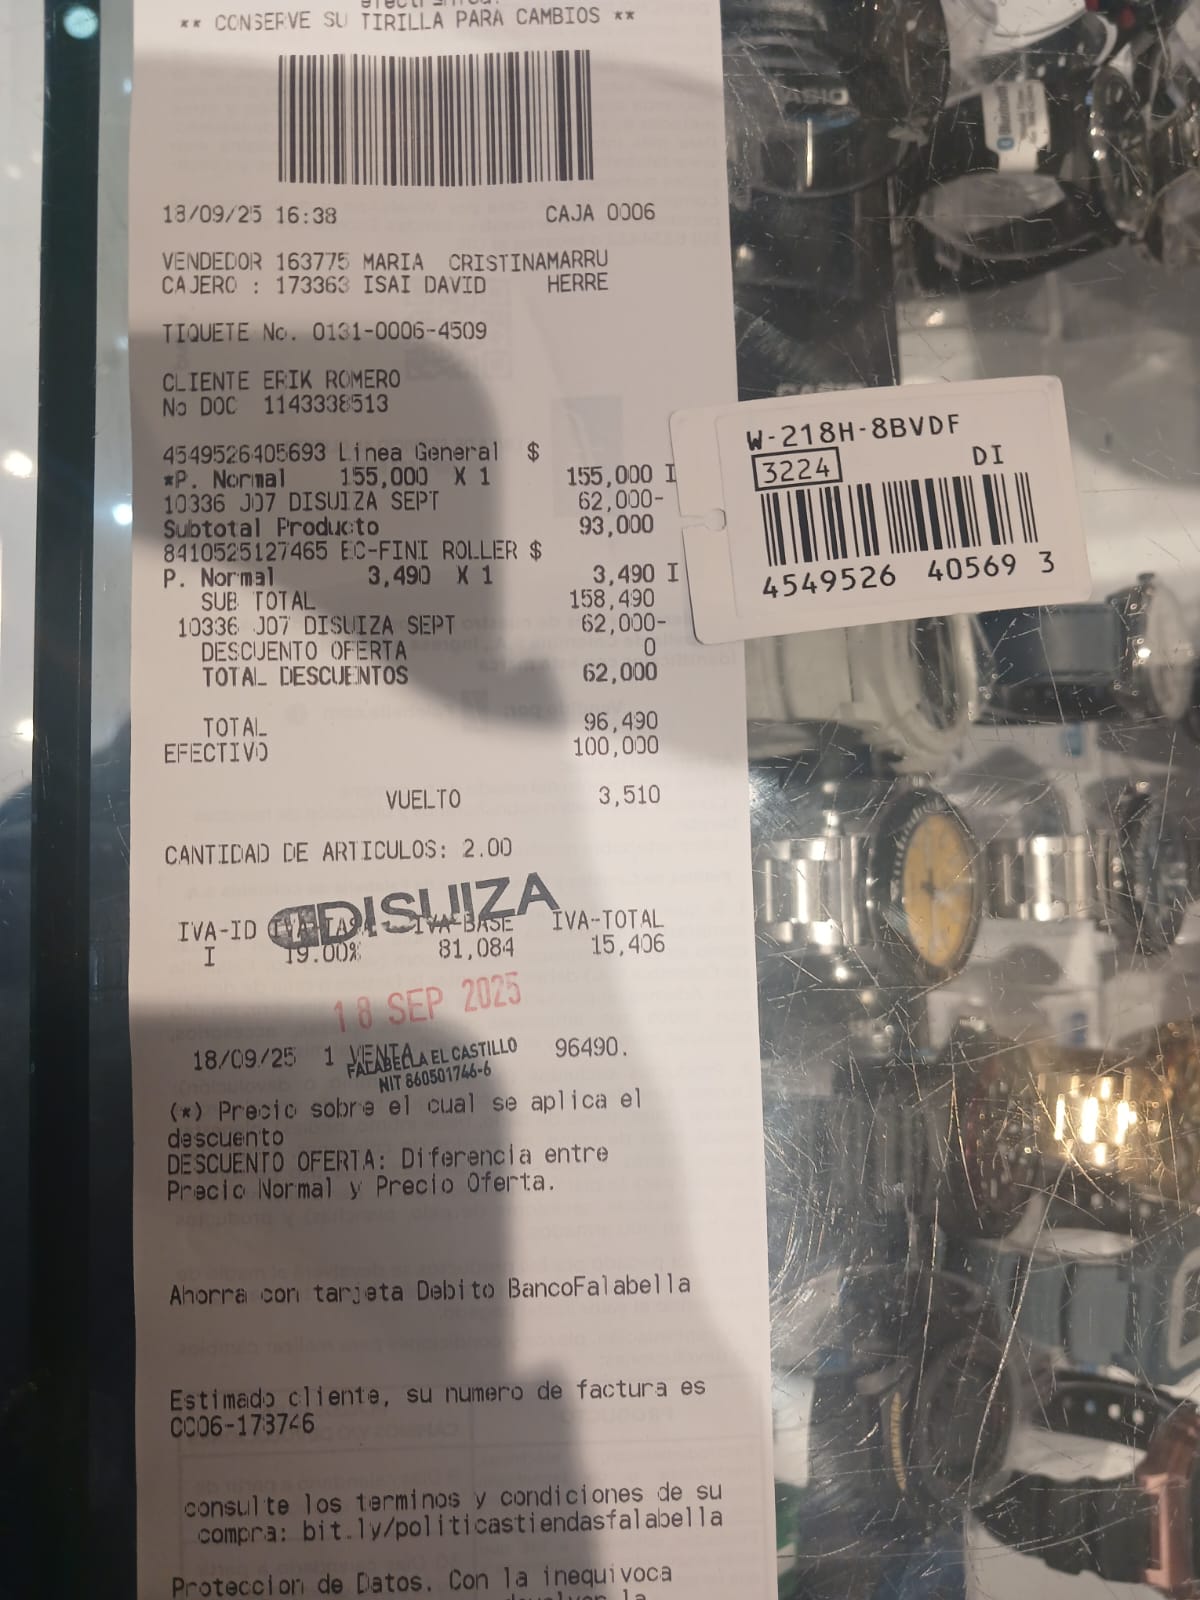 ** CONSERVE SU TIRILLA PARA CAMBIOS **
18/09/25 16:38 CAJA 0006
VENDEDOR 163775 MARIA CRISTINAMARRU
CAJERO : 173363 ISAI DAVID HERRE
TIQUETE No. 0131-0006-4509
CLIENTE ERIK ROMERO
No DOC 1143338513
4549526405693 Linea General $
*P. Normal 155,000 X 1 155,000 I
10336 J07 DISUIZA SEPT 62,000-
Subtotal Producto 93,000
8410525127465 EC-FINI ROLLER $
P. Normal 3,490 X 1 3,490 I
SUB TOTAL 158,490
10336 J07 DISUIZA SEPT 62,000-
DESCUENTO OFERTA 0
TOTAL DESCUENTOS 62,000
TOTAL 96,490
EFECTIVO 100,000
VUELTO 3,510
CANTIDAD DE ARTICULOS: 2.00
DISUIZA
IVA-ID IVA-TASA IVA-BASE IVA-TOTAL
I 19.00% 81,084 15,406
18 SEP 2025
18/09/25 1 VENTA 96490.
FALABELLA EL CASTILLO
NIT 860501746-6
(*) Precio sobre el cual se aplica el
descuento
DESCUENTO OFERTA: Diferencia entre
Precio Normal y Precio Oferta.
Ahorra con tarjeta Debito BancoFalabella
Estimado cliente, su numero de factura es
CC06-178746
consulte los terminos y condiciones de su
compra: bit.ly/politicastiendasfalabella
Proteccion de Datos. Con la inequivoca
W-218H-8BVDF
3224 DI
4549526 40569 3